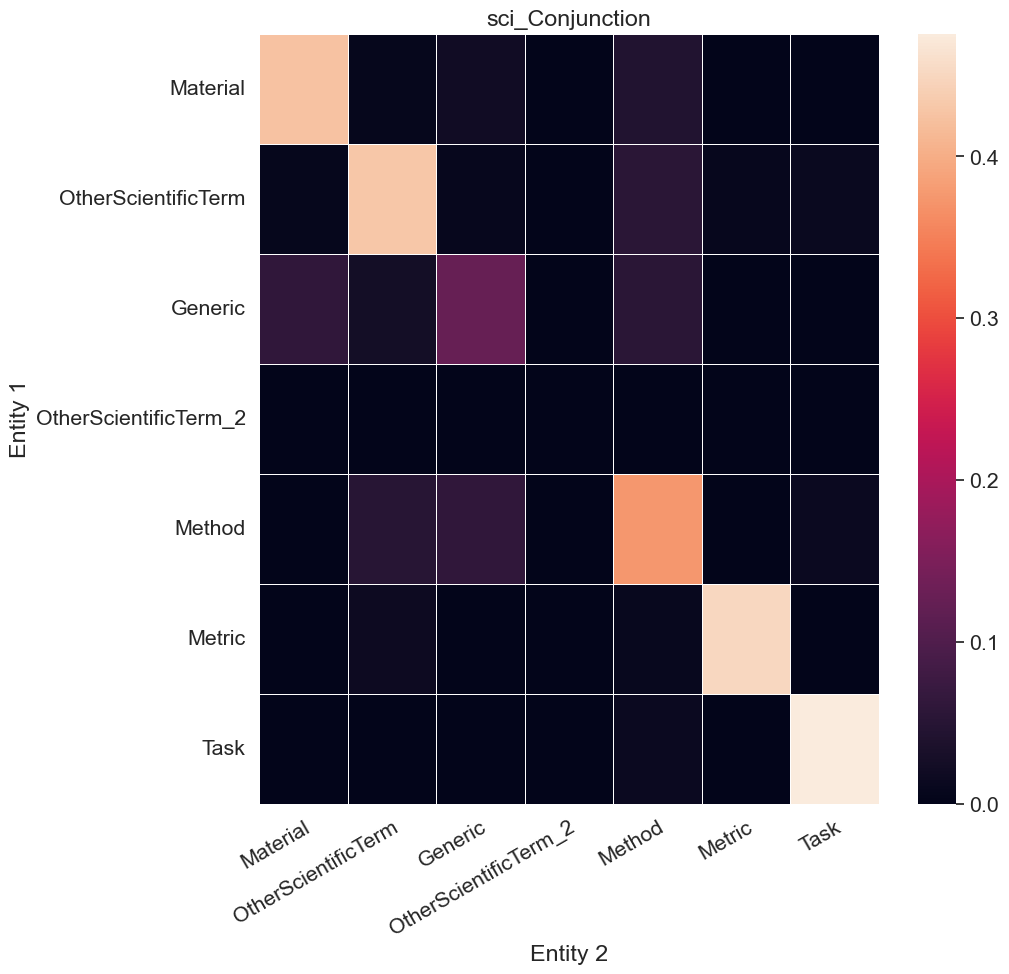 sci_Conjunction
Entity 1
Material
OtherScientificTerm
Generic
OtherScientificTerm_2
Method
Metric
Task
Material
OtherScientificTerm
Generic
OtherScientificTerm_2
Method
Metric
Task
Entity 2
0.4
0.3
0.2
0.1
0.0